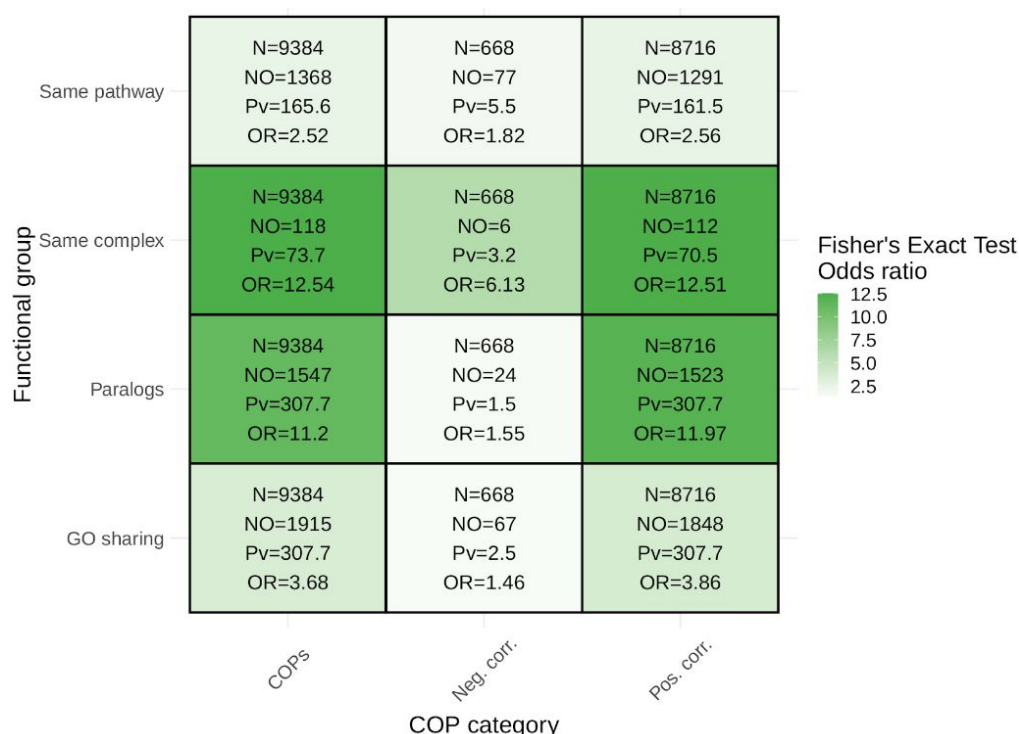 Functional group
Same pathway
N=9384
NO=1368
Pv=165.6
OR=2.52
N=668
NO=77
Pv=5.5
OR=1.82
N=8716
NO=1291
Pv=161.5
OR=2.56
Same complex
N=9384
NO=118
Pv=73.7
OR=12.54
N=668
NO=6
Pv=3.2
OR=6.13
N=8716
NO=112
Pv=70.5
OR=12.51
Paralogs
N=9384
NO=1547
Pv=307.7
OR=11.2
N=668
NO=24
Pv=1.5
OR=1.55
N=8716
NO=1523
Pv=307.7
OR=11.97
GO sharing
N=9384
NO=1915
Pv=307.7
OR=3.68
N=668
NO=67
Pv=2.5
OR=1.46
N=8716
NO=1848
Pv=307.7
OR=3.86
COPs
Neg. corr.
Pos. corr.
COP category
Fisher's Exact Test
Odds ratio
12.5
10.0
7.5
5.0
2.5